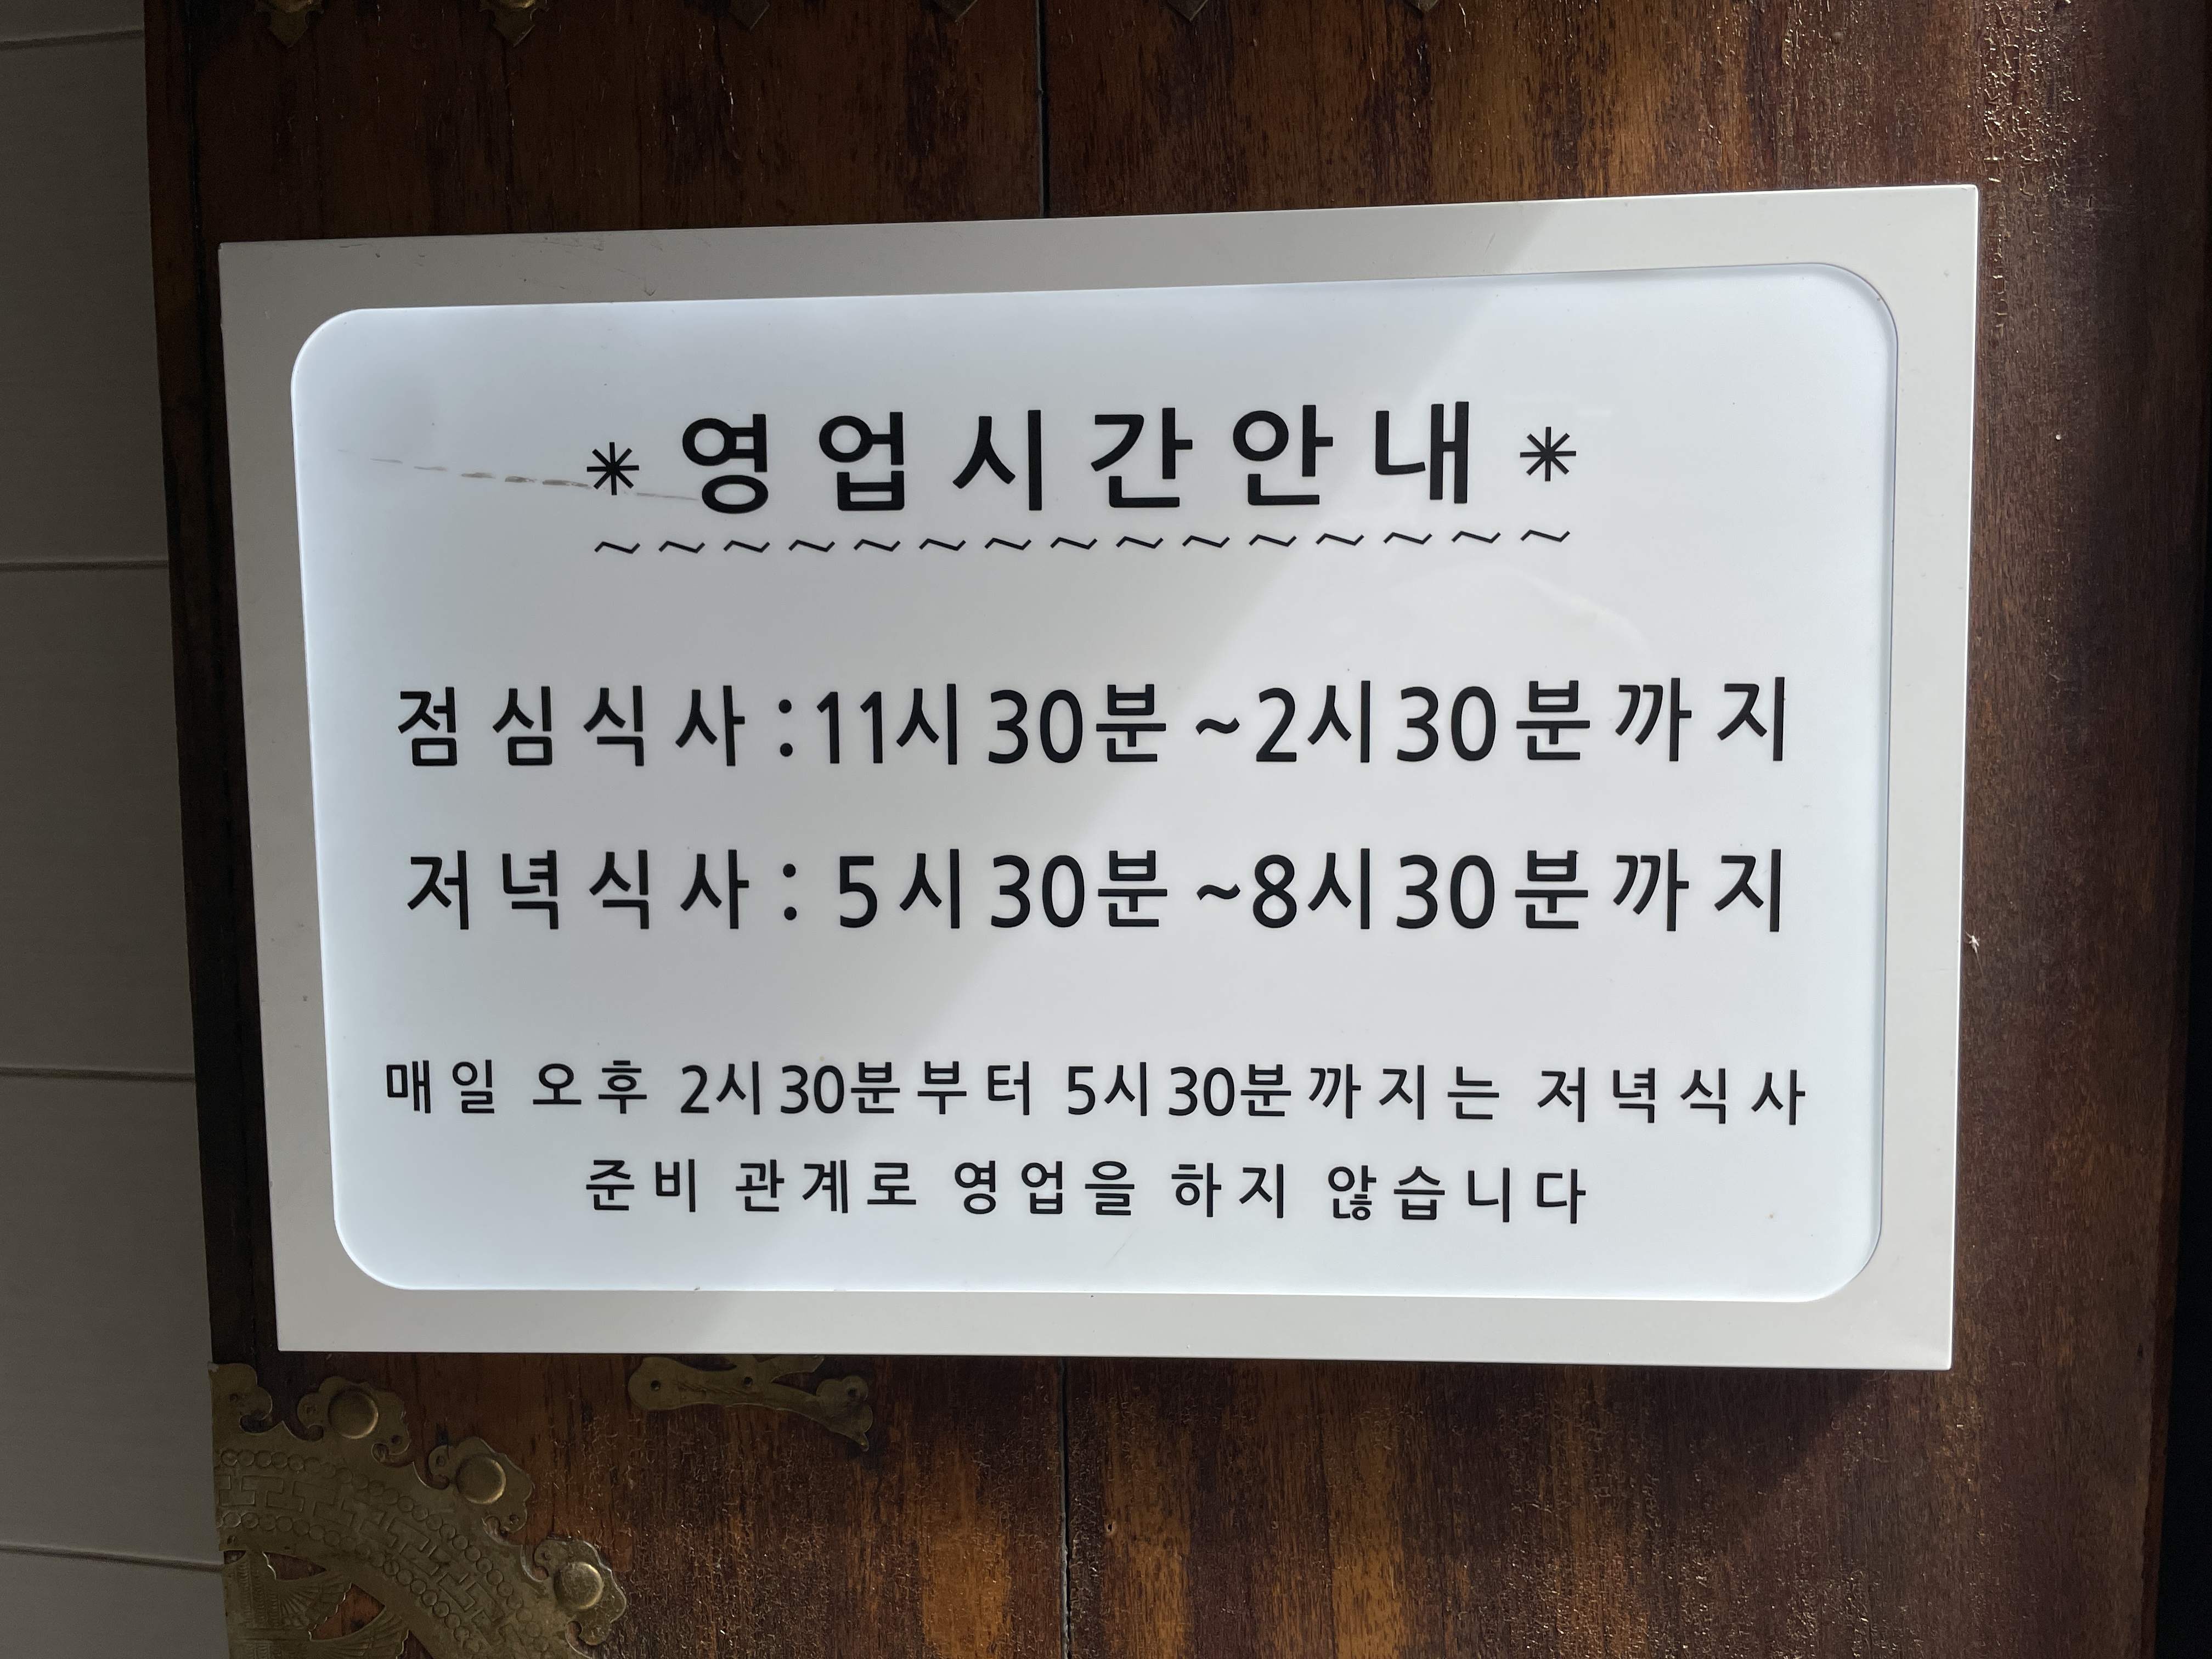 * 영업시간안내 *
~~~~~~~~~~~~~~~
점심식사:11시30분~2시30분까지
저녁식사: 5시30분~8시30분까지
매일 오후 2시30분부터 5시30분까지는 저녁식사
준비 관계로 영업을 하지 않습니다